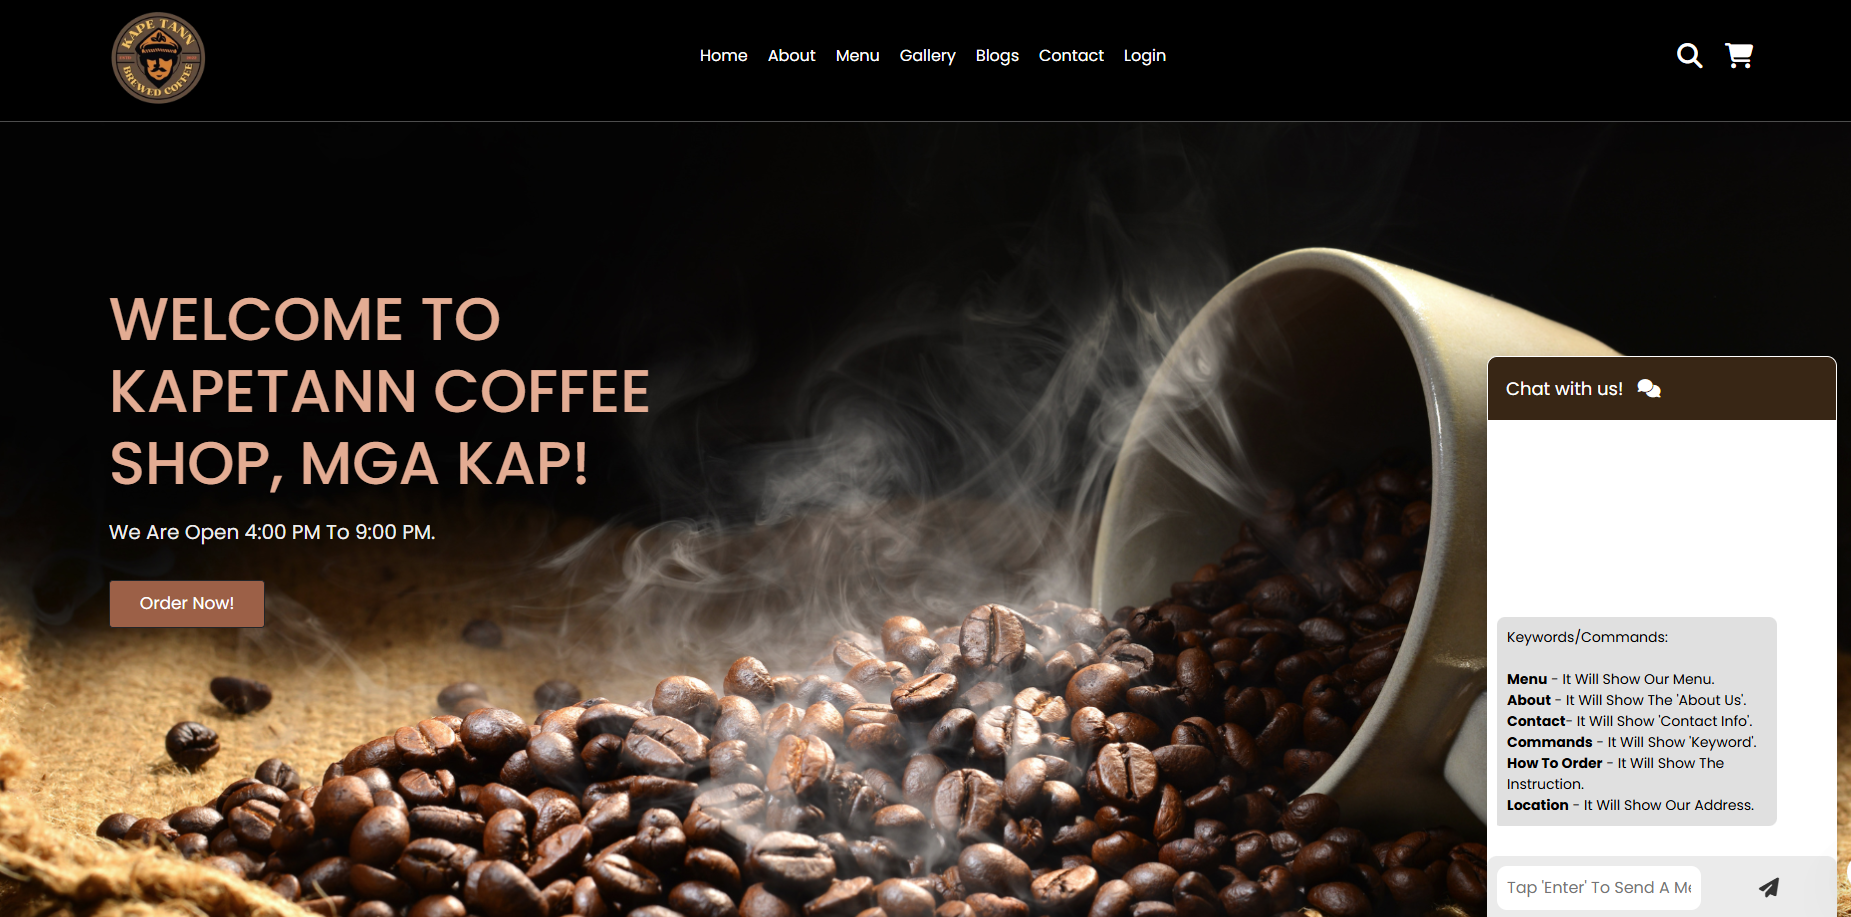 KAPE TANN
BREWED COFFEE
Home About Menu Gallery Blogs Contact Login
WELCOME TO
KAPETANN COFFEE
SHOP, MGA KAP!
We Are Open 4:00 PM To 9:00 PM.
Order Now!
Chat with us!
Keywords/Commands:
Menu - It Will Show Our Menu.
About - It Will Show The 'About Us'.
Contact- It Will Show 'Contact Info'.
Commands - It Will Show 'Keyword'.
How To Order - It Will Show The
Instruction.
Location - It Will Show Our Address.
Tap 'Enter' To Send A Me